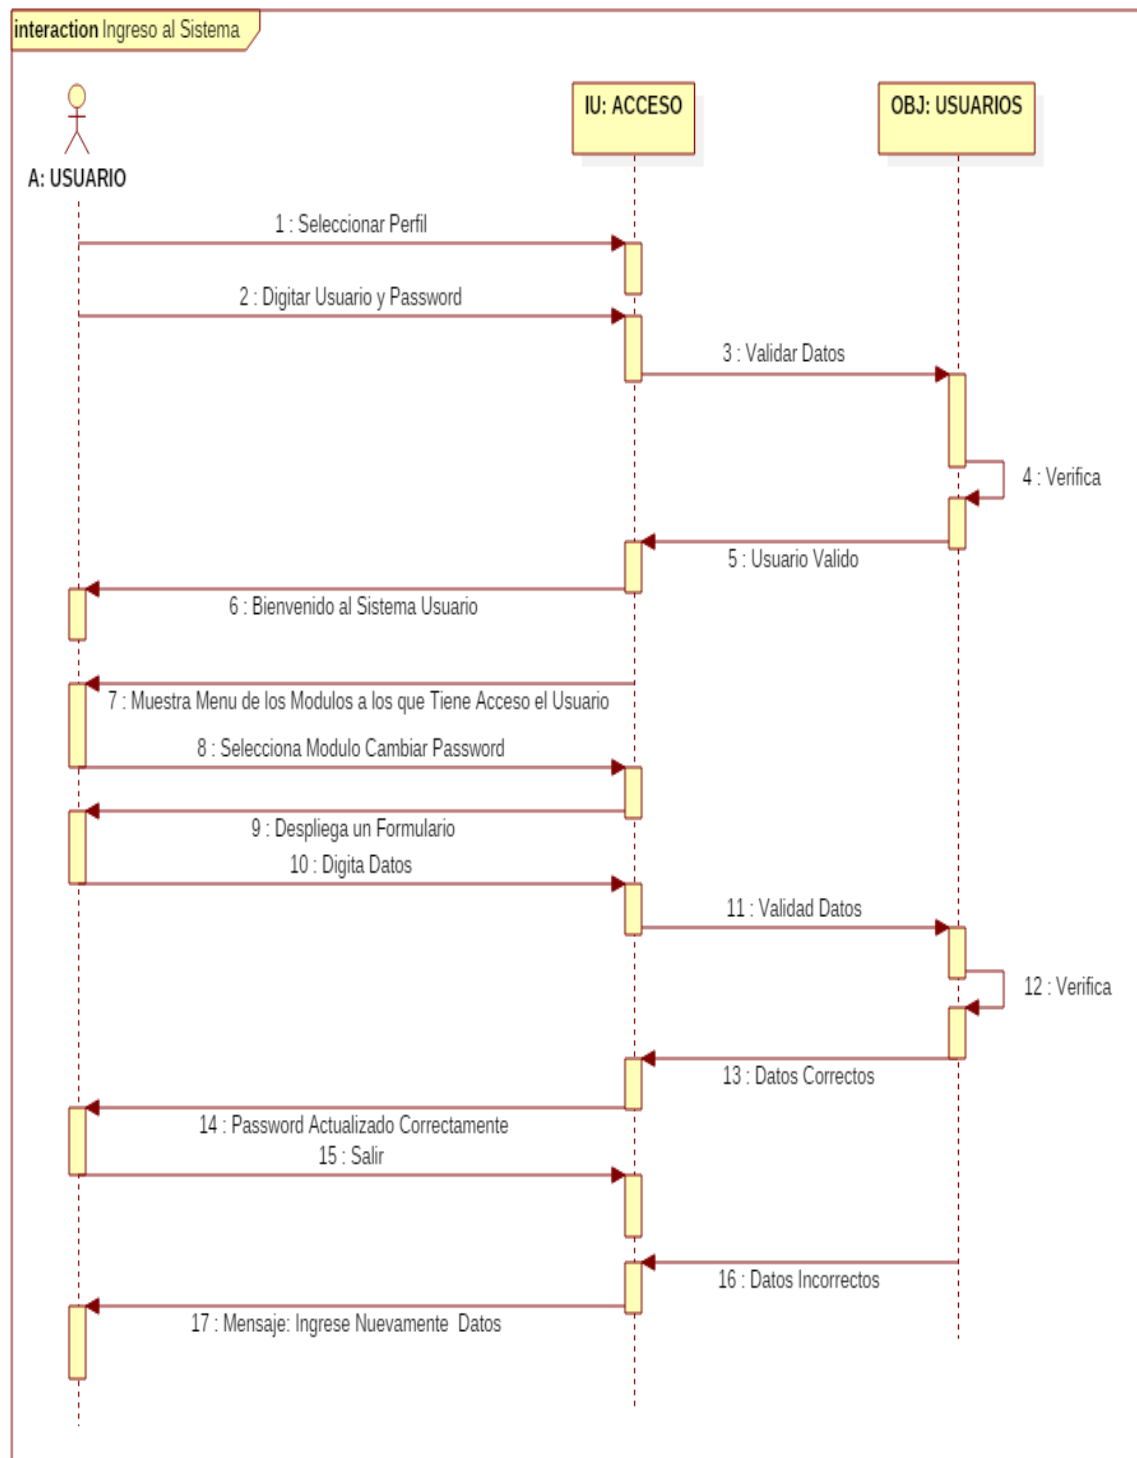 interaction Ingreso al Sistema
IU: ACCESO
OBJ: USUARIOS
A: USUARIO
1 : Seleccionar Perfil
2 : Digitar Usuario y Password
3 : Validar Datos
4 : Verifica
5 : Usuario Valido
6 : Bienvenido al Sistema Usuario
7 : Muestra Menu de los Modulos a los que Tiene Acceso el Usuario
8 : Selecciona Modulo Cambiar Password
9 : Despliega un Formulario
10 : Digita Datos
11 : Validad Datos
12 : Verifica
13 : Datos Correctos
14 : Password Actualizado Correctamente
15 : Salir
16 : Datos Incorrectos
17 : Mensaje: Ingrese Nuevamente  Datos